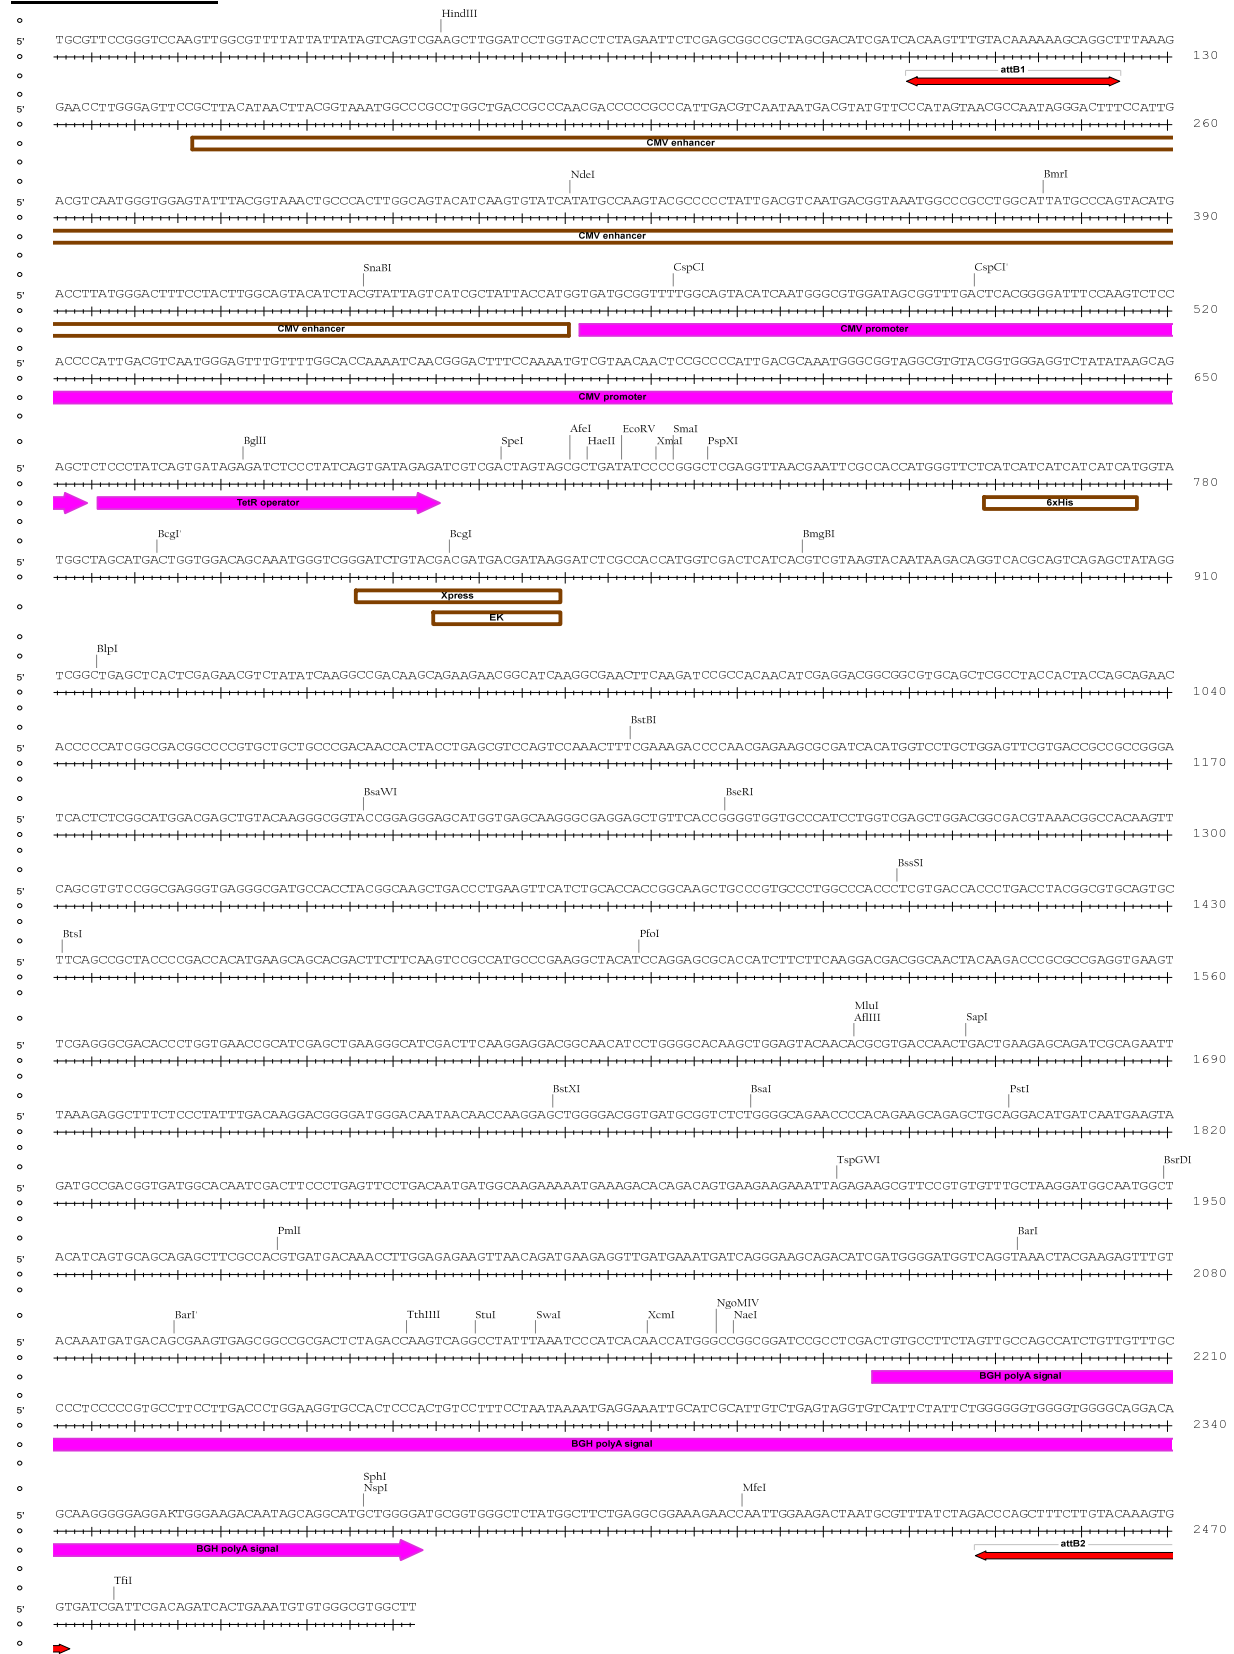 HindIII
5' TGCGTTCCGGGTCCAAGTTGGCGTTTTATTATTATAGTCAGTCGAAGCTTGGATCCTGGTACCTCTAGAATTCTCGAGCGGCCGCTAGCGACATCGATCACAAGTTTGTACAAAAAAGCAGGCTTTAAAG
130
attB1
5' GAACCTTGGGAGTTCCGCTTACATAACTTACGGTAAATGGCCCGCCTGGCTGACCGCCCAACGACCCCCGCCCATTGACGTCAATAATGACGTATGTTCCCATAGTAACGCCAATAGGGACTTTCCATTG
260
CMV enhancer
NdeI BmrI
5' ACGTCAATGGGTGGAGTATTTACGGTAAACTGCCCACTTGGCAGTACATCAAGTGTATCATATGCCAAGTACGCCCCCTATTGACGTCAATGACGGTAAATGGCCCGCCTGGCATTATGCCCAGTACATG
390
CMV enhancer
SnaBI CspCI CspCI'
5' ACCTTATGGGACTTTCCTACTTGGCAGTACATCTACGTATTAGTCATCGCTATTACCATGGTGATGCGGTTTTGGCAGTACATCAATGGGCGTGGATAGCGGTTTGACTCACGGGGATTTCCAAGTCTCC
520
CMV enhancer CMV promoter
5' ACCCCATTGACGTCAATGGGAGTTTGTTTTGGCACCAAAATCAACGGGACTTTCCAAAATGTCGTAACAACTCCGCCCCATTGACGCAAATGGGCGGTAGGCGTGTACGGTGGGAGGTCTATATAAGCAG
650
CMV promoter
AfeI EcoRV SmaI
BglII SpeI HaeII XmaI PspXI
5' AGCTCTCCCTATCAGTGATAGAGATCTCCCTATCAGTGATAGAGATCGTCGACTAGTAGCGCTGATATCCCCGGGCTCGAGGTTAACGAATTCGCCACCATGGGTTCTCATCATCATCATCATCATGGTA
780
TetR operator 6xHis
BcgI' BcgI BmgBI
5' TGGCTAGCATGACTGGTGGACAGCAAATGGGTCGGGATCTGTACGACGATGACGATAAGGATCTCGCCACCATGGTCGACTCATCACGTCGTAAGTACAATAAGACAGGTCACGCAGTCAGAGCTATAGG
910
Xpress
EK
BlpI
5' TCGGCTGAGCTCACTCGAGAACGTCTATATCAAGGCCGACAAGCAGAAGAACGGCATCAAGGCGAACTTCAAGATCCGCCACAACATCGAGGACGGCGGCGTGCAGCTCGCCTACCACTACCAGCAGAAC
1040
BstBI
5' ACCCCCATCGGCGACGGCCCCGTGCTGCTGCCCGACAACCACTACCTGAGCGTCCAGTCCAAACTTTCGAAAGACCCCAACGAGAAGCGCGATCACATGGTCCTGCTGGAGTTCGTGACCGCCGCCGGGA
1170
BsaWI BseRI
5' TCACTCTCGGCATGGACGAGCTGTACAAGGGCGGTACCGGAGGGAGCATGGTGAGCAAGGGCGAGGAGCTGTTCACCGGGGTGGTGCCCATCCTGGTCGAGCTGGACGGCGACGTAAACGGCCACAAGTT
1300
BssSI
5' CAGCGTGTCCGGCGAGGGTGAGGGCGATGCCACCTACGGCAAGCTGACCCTGAAGTTCATCTGCACCACCGGCAAGCTGCCCGTGCCCTGGCCCACCCTCGTGACCACCCTGACCTACGGCGTGCAGTGC
1430
BtsI PfoI
5' TTCAGCCGCTACCCCGACCACATGAAGCAGCACGACTTCTTCAAGTCCGCCATGCCCGAAGGCTACATCCAGGAGCGCACCATCTTCTTCAAGGACGACGGCAACTACAAGACCCGCGCCGAGGTGAAGT
1560
MluI
AflIII SapI
5' TCGAGGGCGACACCCTGGTGAACCGCATCGAGCTGAAGGGCATCGACTTCAAGGAGGACGGCAACATCCTGGGGCACAAGCTGGAGTACAACACGCGTGACCAACTGACTGAAGAGCAGATCGCAGAATT
1690
BstXI BsaI PstI
5' TAAAGAGGCTTTCTCCCTATTTGACAAGGACGGGGATGGGACAATAACAACCAAGGAGCTGGGGACGGTGATGCGGTCTCTGGGGCAGAACCCCACAGAAGCAGAGCTGCAGGACATGATCAATGAAGTA
1820
TspGWI BsrDI
5' GATGCCGACGGTGATGGCACAATCGACTTCCCTGAGTTCCTGACAATGATGGCAAGAAAAATGAAAGACACAGACAGTGAAGAAGAAATTAGAGAAGCGTTCCGTGTGTTTGCTAAGGATGGCAATGGCT
1950
PmlI BarI
5' ACATCAGTGCAGCAGAGCTTCGCCACGTGATGACAAACCTTGGAGAGAAGTTAACAGATGAAGAGGTTGATGAAATGATCAGGGAAGCAGACATCGATGGGGATGGTCAGGTAAACTACGAAGAGTTTGT
2080
NgoMIV
BarI' TthIIII StuI SwaI XcmI NaeI
5' ACAAATGATGACAGCGAAGTGAGCGGCCGCGACTCTAGACCAAGTCAGGCCTATTTAAATCCCATCACAACCATGGGCCGGCGGATCCGCCTCGACTGTGCCTTCTAGTTGCCAGCCATCTGTTGTTTGC
2210
BGH polyA signal
5' CCCTCCCCCGTGCCTTCCTTGACCCTGGAAGGTGCCACTCCCACTGTCCTTTCCTAATAAAATGAGGAAATTGCATCGCATTGTCTGAGTAGGTGTCATTCTATTCTGGGGGGTGGGGTGGGGCAGGACA
2340
BGH polyA signal
SphI
NspI MfeI
5' GCAAGGGGGAGGAKTGGGAAGACAATAGCAGGCATGCTGGGGATGCGGTGGGCTCTATGGCTTCTGAGGCGGAAAGAACCAATTGGAAGACTAATGCGTTTATCTAGACCCAGCTTTCTTGTACAAAGTG
2470
BGH polyA signal attB2
TfiI
5' GTGATCGATTCGACAGATCACTGAAATGTGTGGGCGTGGCTT